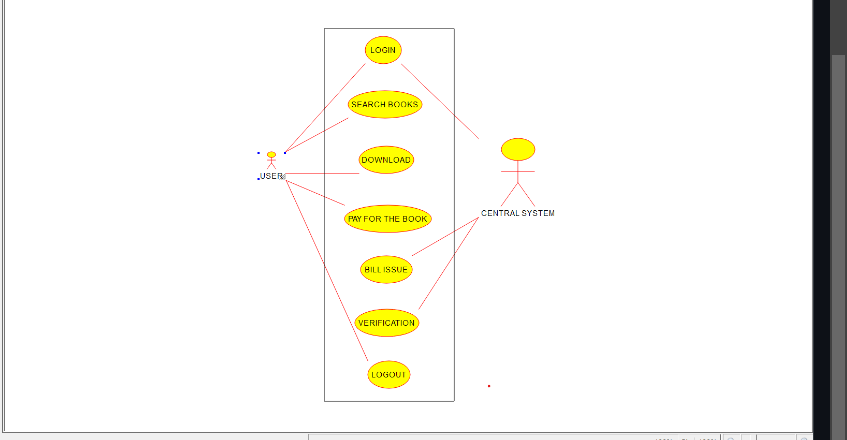 LOGIN
SEARCH BOOKS
DOWNLOAD
USER
PAY FOR THE BOOK
CENTRAL SYSTEM
BILL ISSUE
VERIFICATION
LOGOUT